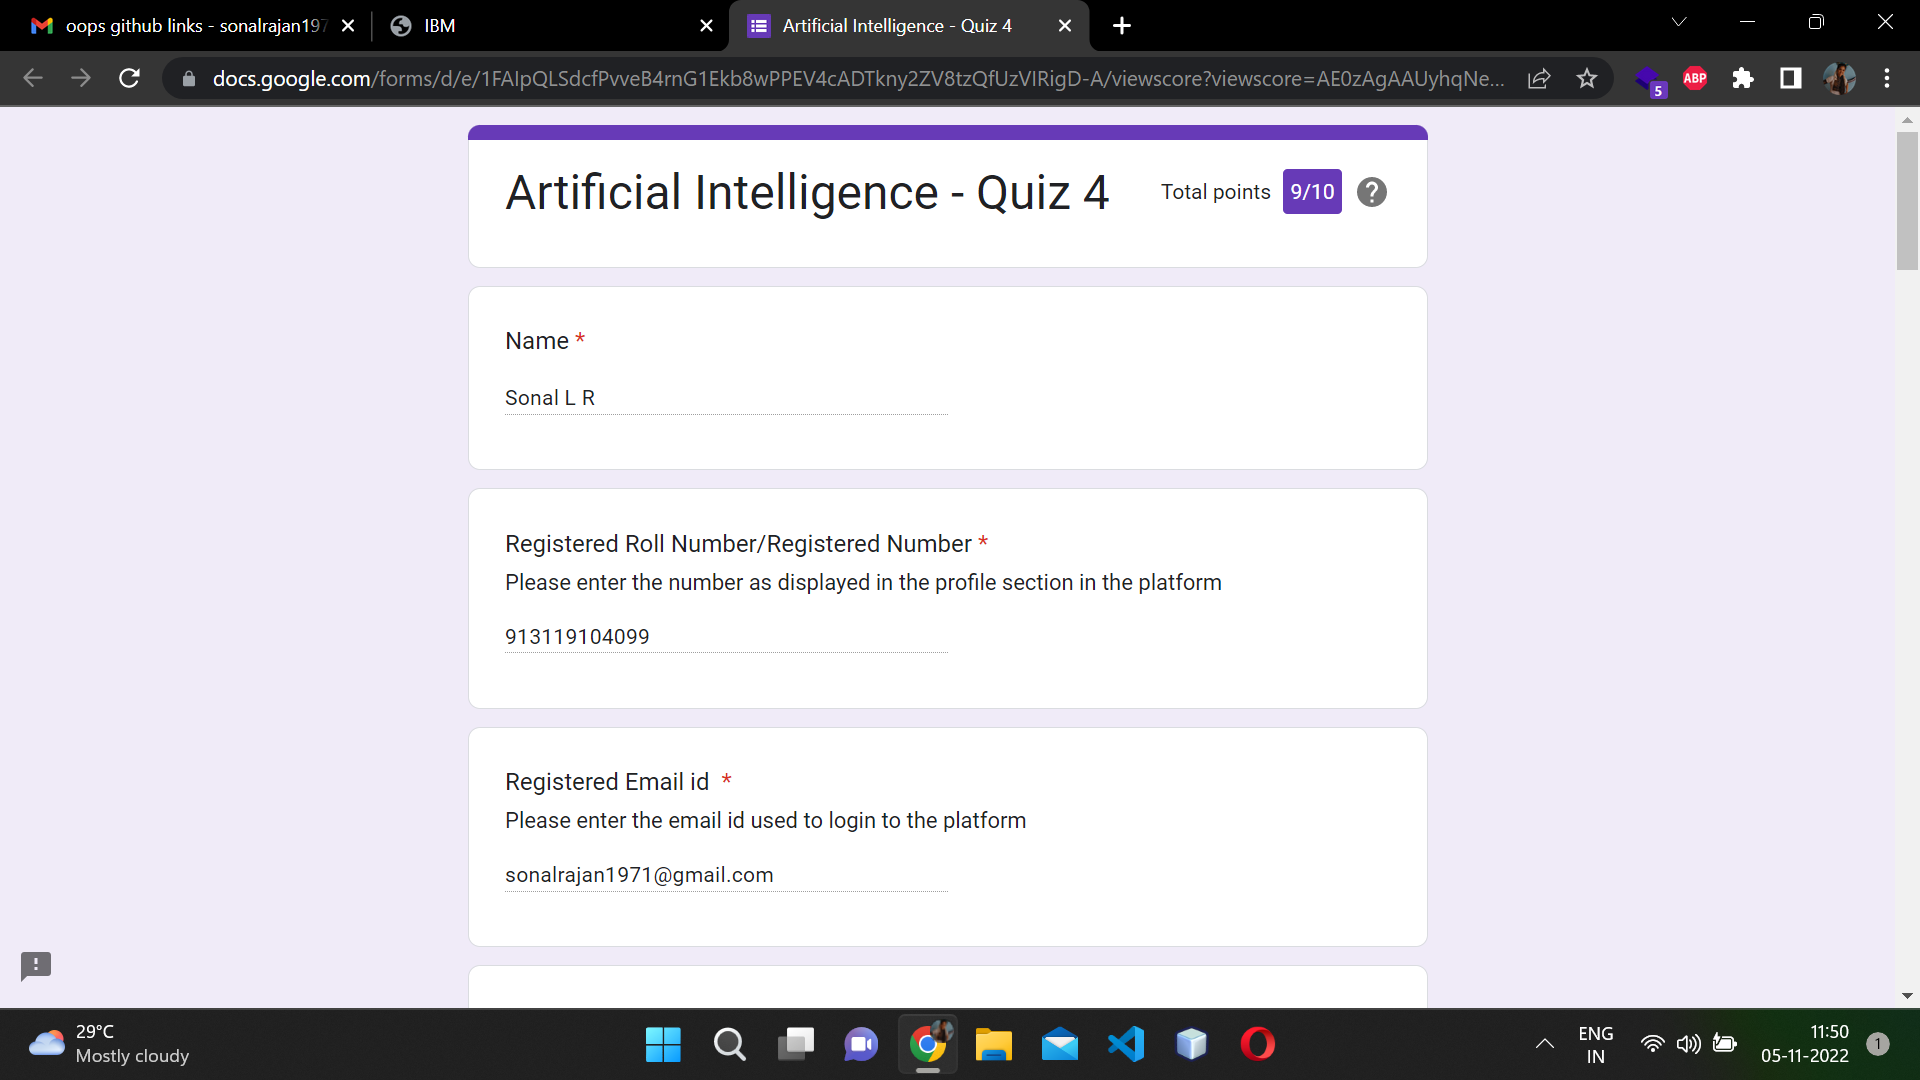 oops github links - sonalrajan197
IBM
Artificial Intelligence - Quiz 4
docs.google.com/forms/d/e/1FAIpQLSdcfPvveB4rnG1Ekb8wPPEV4cADTkny2ZV8tzQfUzVIRigD-A/viewscore?viewscore=AE0zAgAAUyhqNe...
5
ABP
Artificial Intelligence - Quiz 4
Total points 9/10
Name *
Sonal L R
Registered Roll Number/Registered Number *
Please enter the number as displayed in the profile section in the platform
913119104099
Registered Email id *
Please enter the email id used to login to the platform
sonalrajan1971@gmail.com
29°C
Mostly cloudy
ENG
IN
11:50
05-11-2022
1